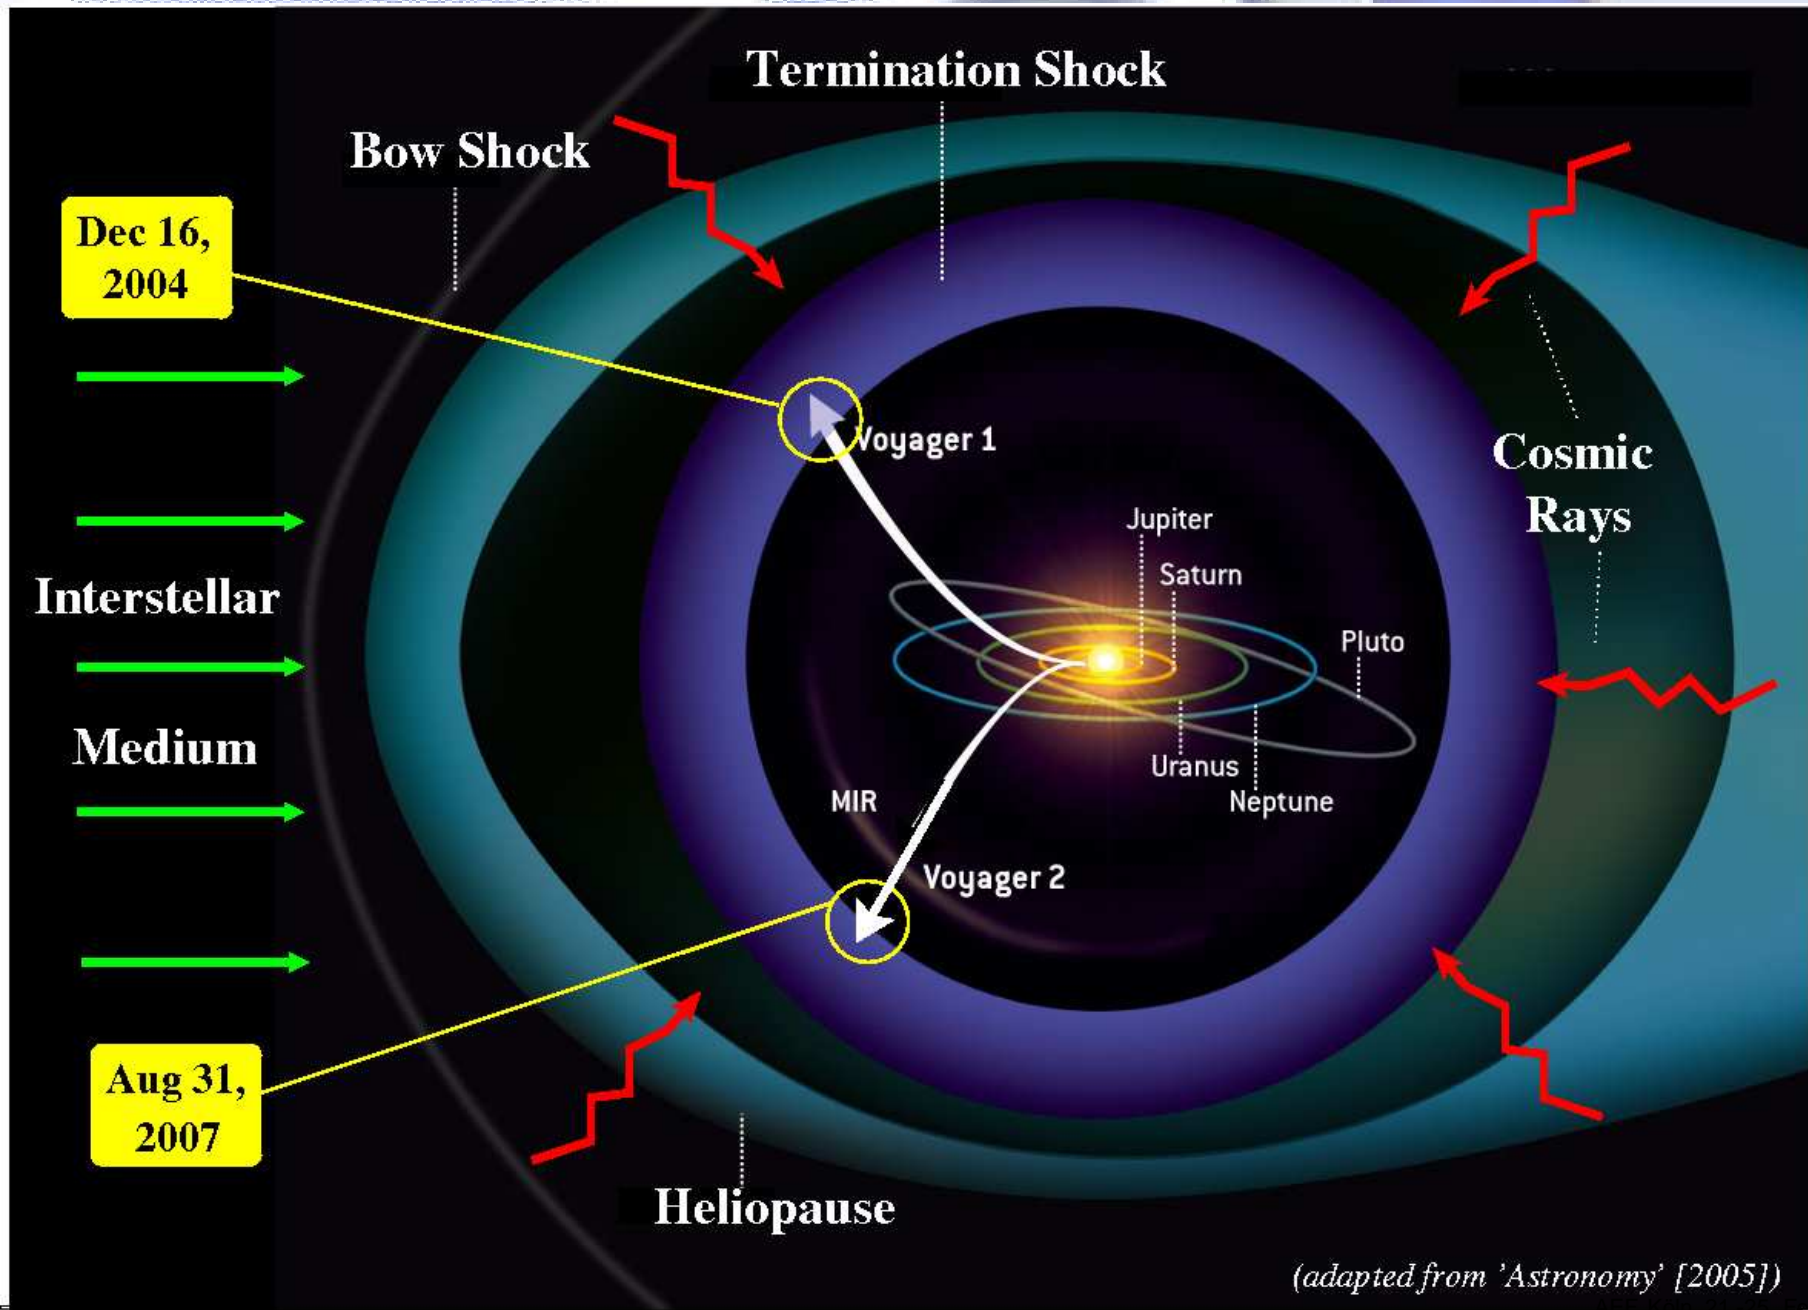 Termination Shock
Bow Shock
Dec 16,
2004
Voyager 1
Cosmic
Rays
Jupiter
Saturn
Interstellar
Pluto
Medium
Uranus
MIR
Neptune
Voyager 2
Aug 31,
2007
Heliopause
(adapted from 'Astronomy' [2005])